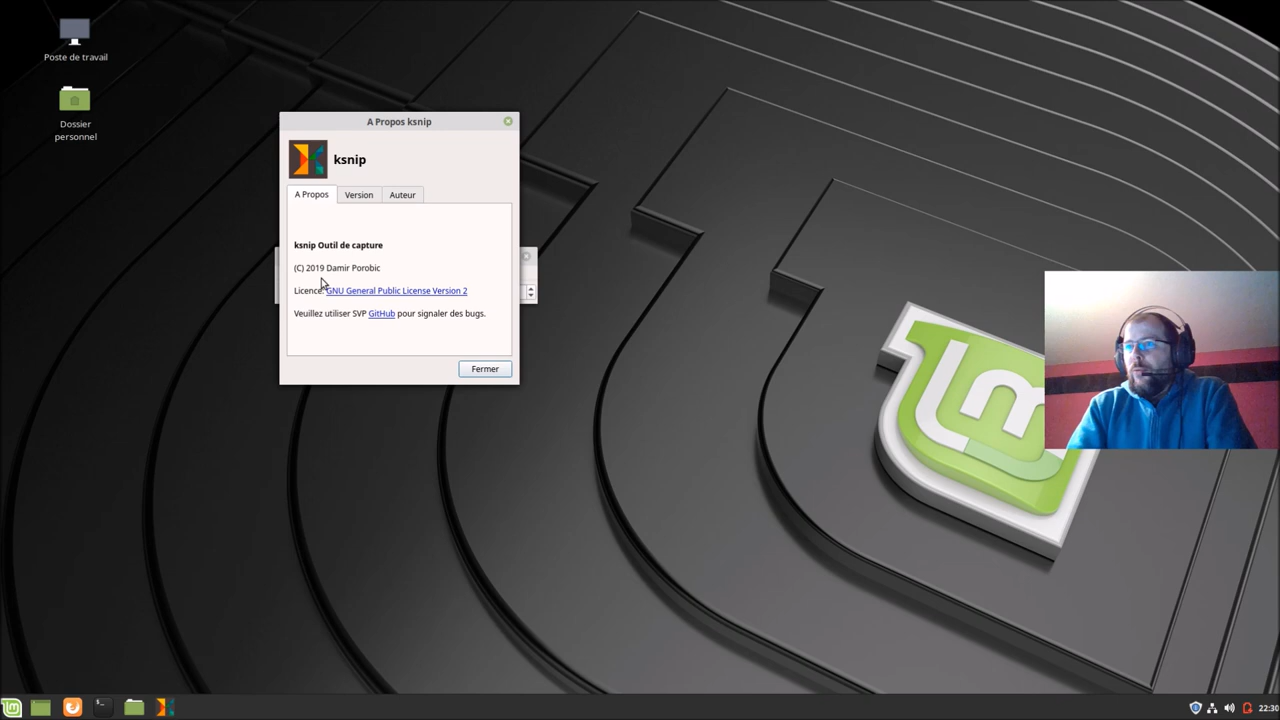 Poste de travail
Dossier
personnel
A Propos ksnip
ksnip
A Propos
Version
Auteur
ksnip Outil de capture
(C) 2019 Damir Porobic
Licence: GNU General Public License Version 2
Veuillez utiliser SVP GitHub pour signaler des bugs.
Fermer
lm
22:30